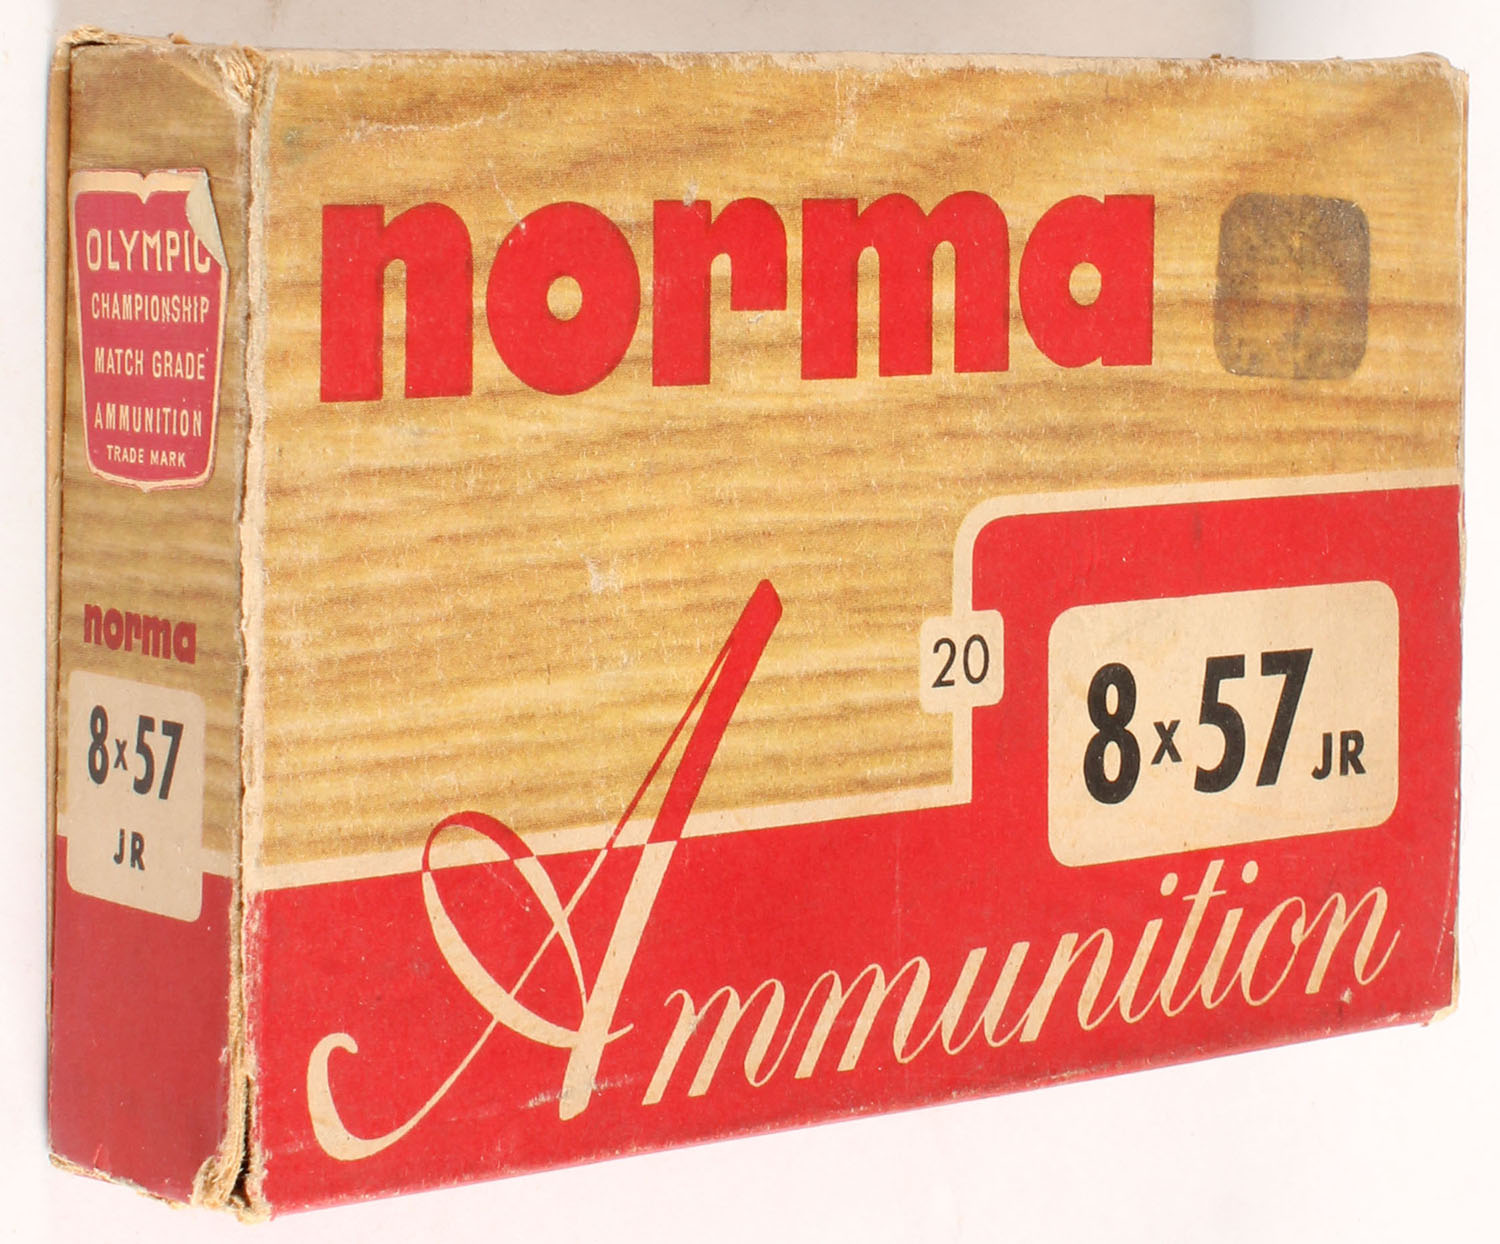 OLYMPIC
CHAMPIONSHIP
MATCH GRADE
AMMUNITION
TRADE MARK
norma
8x57
JR
norma
20
8x57 JR
Ammunition